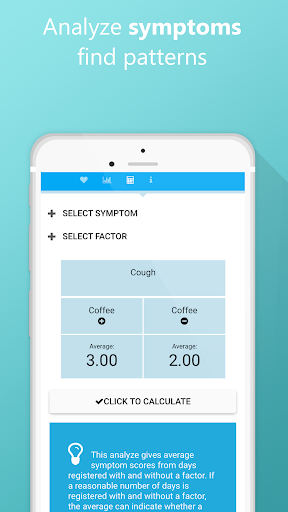 Analyze symptoms
find patterns
SELECT SYMPTOM
SELECT FACTOR
Cough
Coffee Coffee
Average: Average:
3.00 2.00
CLICK TO CALCULATE
This analyze gives average
symptom scores from days
registered with and without a factor. If
a reasonable number of days is
registered with and without a factor,
the average can indicate whether a